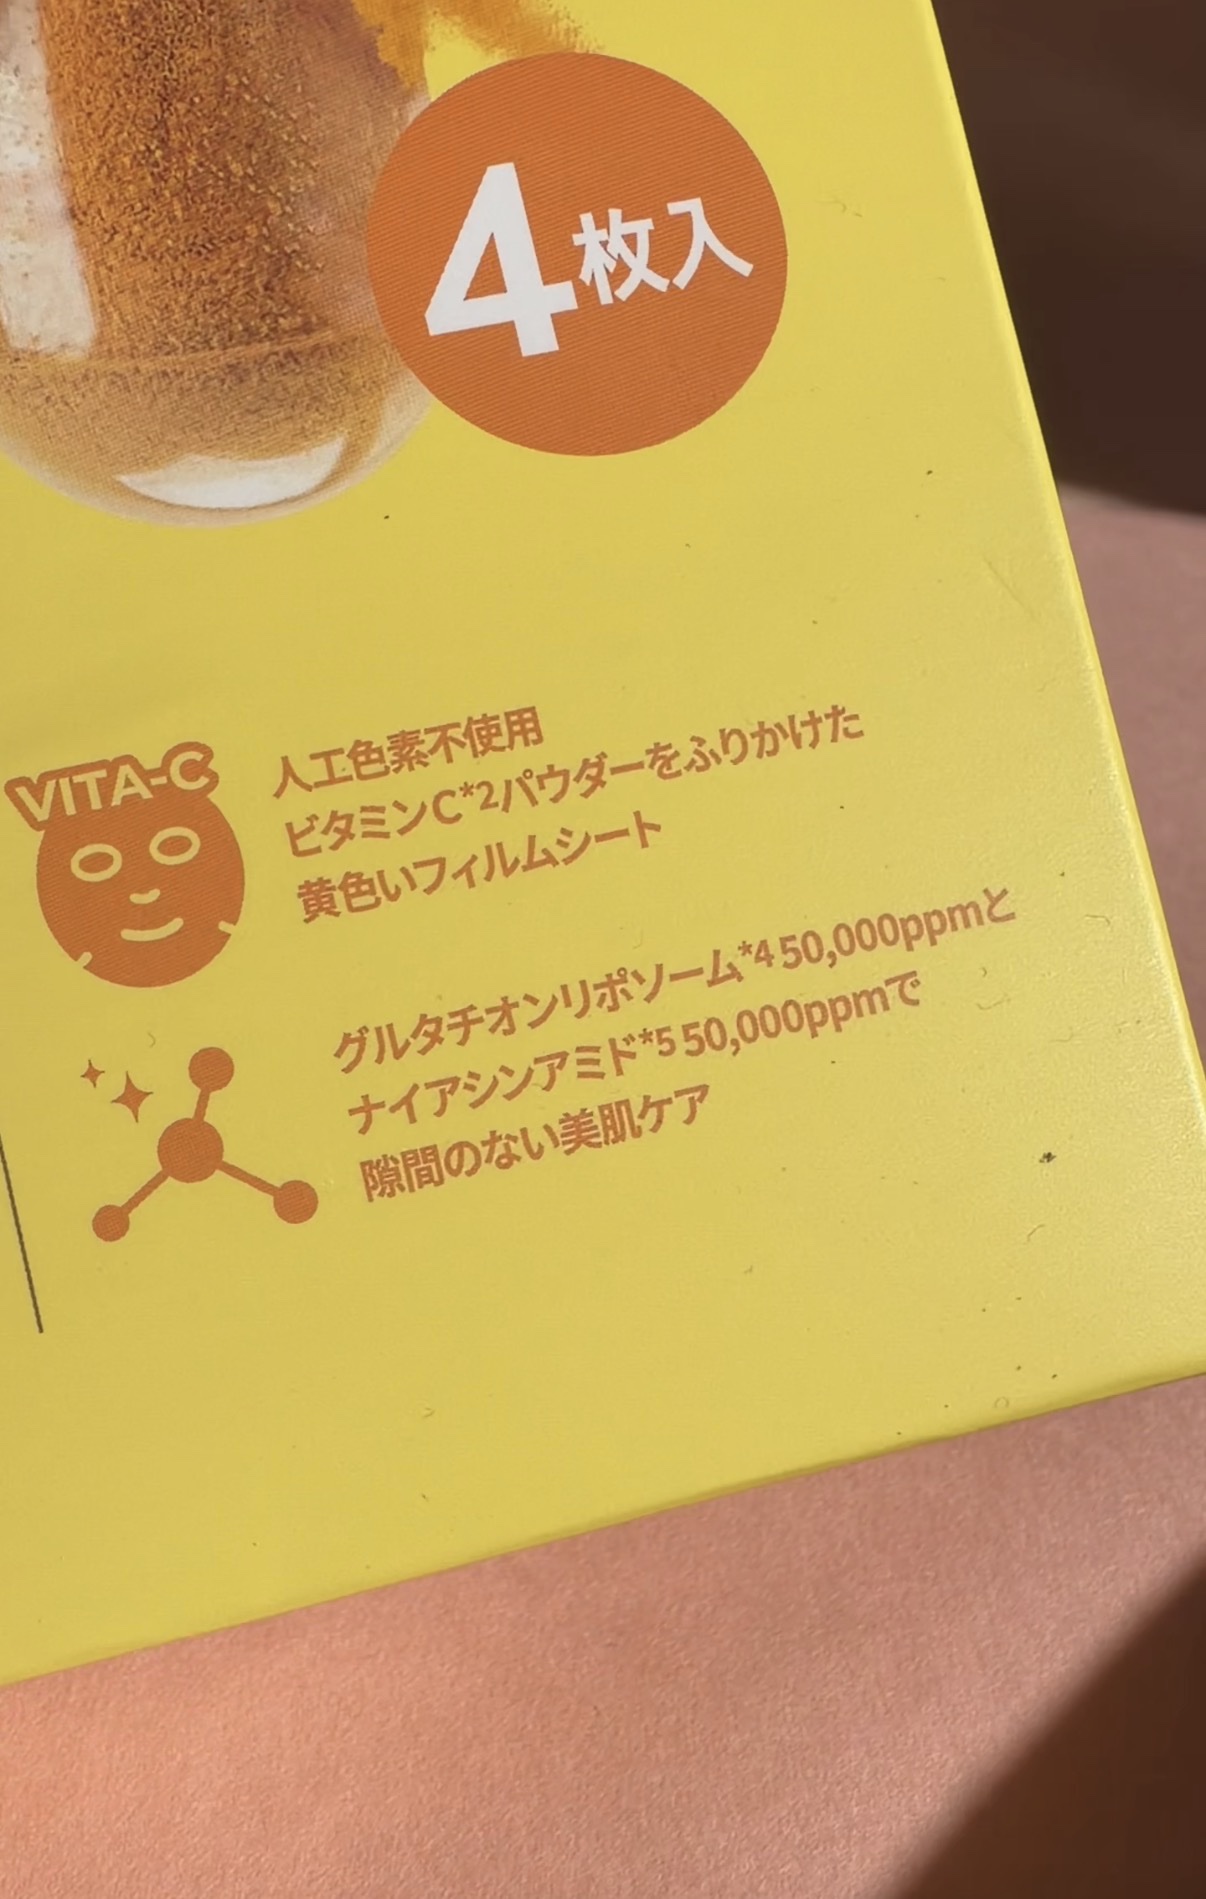 4枚入
VITA-C
人工色素不使用
ビタミンC*2パウダーをふりかけた
黄色いフィルムシート
グルタチオンリポソーム*4 50,000ppmと
ナイアシンアミド*5 50,000ppmで
隙間のない美肌ケア